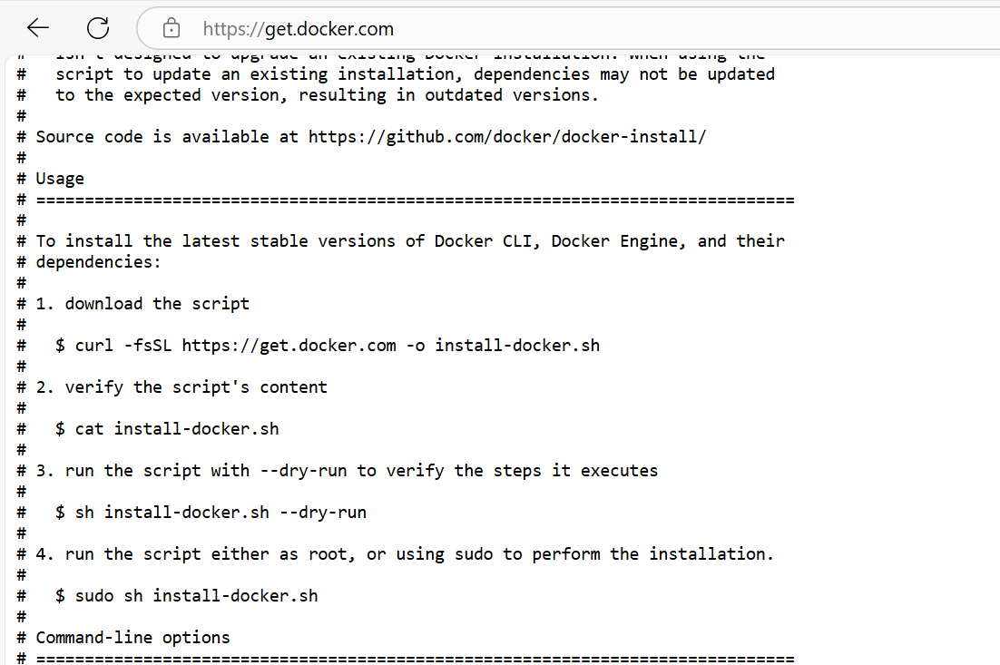 https://get.docker.com
# isn't designed to upgrade an existing Docker installation. When using the
# script to update an existing installation, dependencies may not be updated
# to the expected version, resulting in outdated versions.
#
# Source code is available at https://github.com/docker/docker-install/
#
# Usage
# ==============================================================================
#
# To install the latest stable versions of Docker CLI, Docker Engine, and their
# dependencies:
#
# 1. download the script
#
#   $ curl -fsSL https://get.docker.com -o install-docker.sh
#
# 2. verify the script's content
#
#   $ cat install-docker.sh
#
# 3. run the script with --dry-run to verify the steps it executes
#
#   $ sh install-docker.sh --dry-run
#
# 4. run the script either as root, or using sudo to perform the installation.
#
#   $ sudo sh install-docker.sh
#
# Command-line options
# ==============================================================================